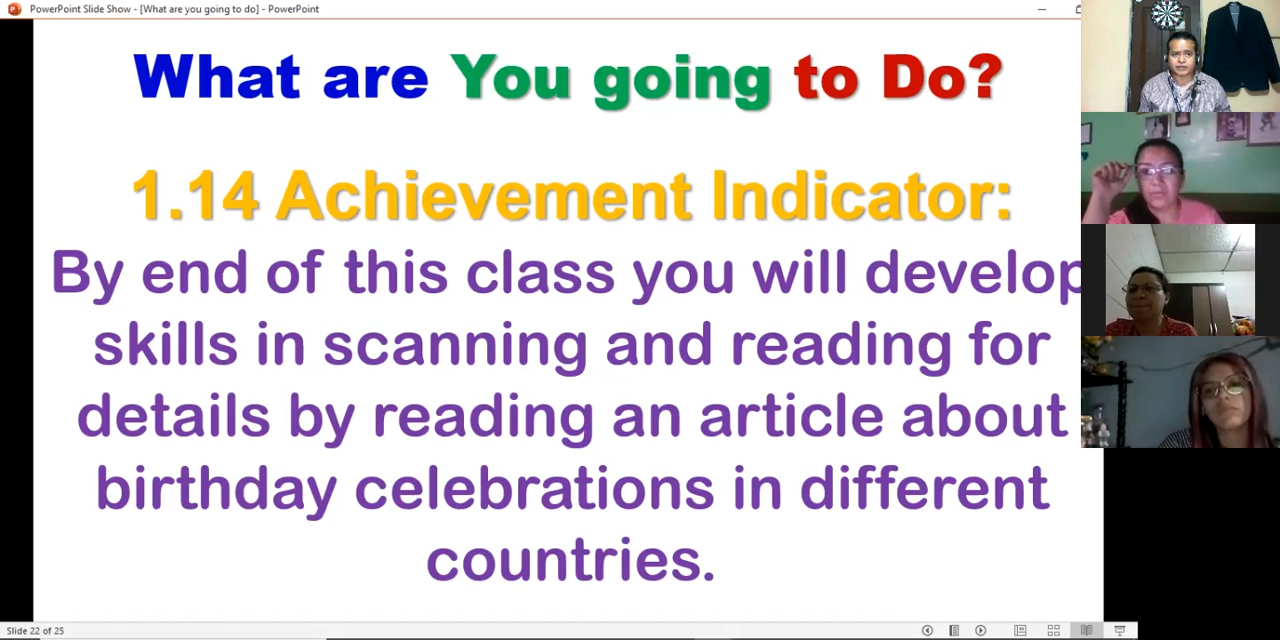 PowerPoint Slide Show - [What are you going to do] - PowerPoint
What are You going to Do?
1.14 Achievement Indicator:
By end of this class you will develop
skills in scanning and reading for
details by reading an article about
birthday celebrations in different
countries.
Slide 22 of 25